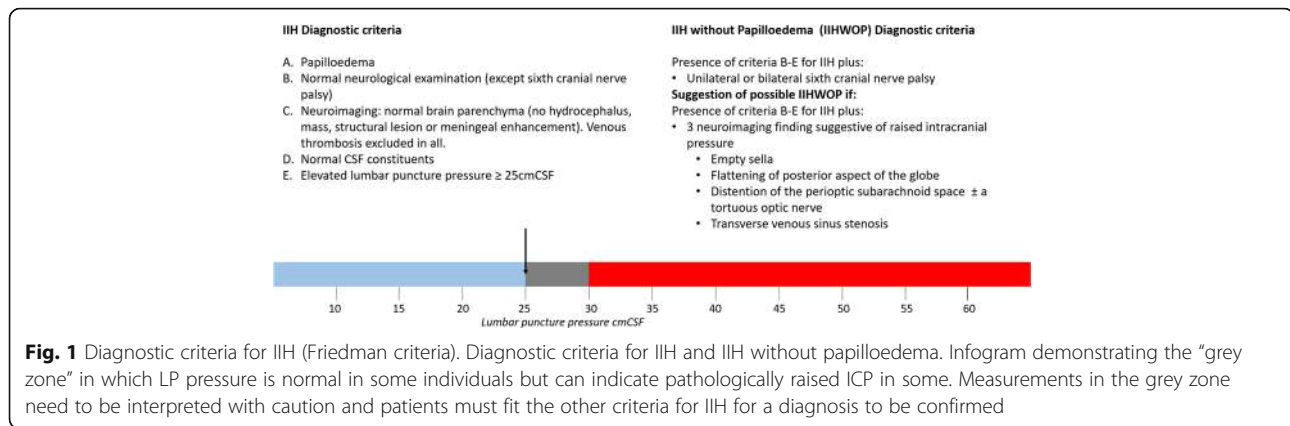 IIH Diagnostic criteria
A. Papilloedema
B. Normal neurological examination (except sixth cranial nerve
palsy)
C. Neuroimaging: normal brain parenchyma (no hydrocephalus,
mass, structural lesion or meningeal enhancement). Venous
thrombosis excluded in all.
D. Normal CSF constituents
E. Elevated lumbar puncture pressure ≥ 25cmCSF
IIH without Papilloedema (IIHWOP) Diagnostic criteria
Presence of criteria B-E for IIH plus:
• Unilateral or bilateral sixth cranial nerve palsy
Suggestion of possible IIHWOP if:
Presence of criteria B-E for IIH plus:
• 3 neuroimaging finding suggestive of raised intracranial
pressure
• Empty sella
• Flattening of posterior aspect of the globe
• Distention of the perioptic subarachnoid space ± a
tortuous optic nerve
• Transverse venous sinus stenosis
10 15 20 25 30 35 40 45 50 55 60
Lumbar puncture pressure cmCSF
Fig. 1 Diagnostic criteria for IIH (Friedman criteria). Diagnostic criteria for IIH and IIH without papilloedema. Infogram demonstrating the “grey
zone” in which LP pressure is normal in some individuals but can indicate pathologically raised ICP in some. Measurements in the grey zone
need to be interpreted with caution and patients must fit the other criteria for IIH for a diagnosis to be confirmed